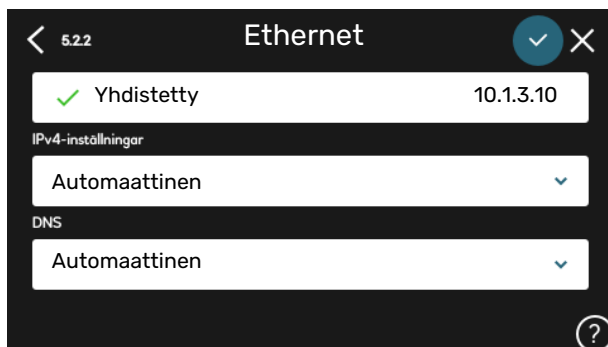 5.2.2 Ethernet
Yhdistetty 10.1.3.10
IPv4-inställningar
Automaattinen
DNS
Automaattinen
?